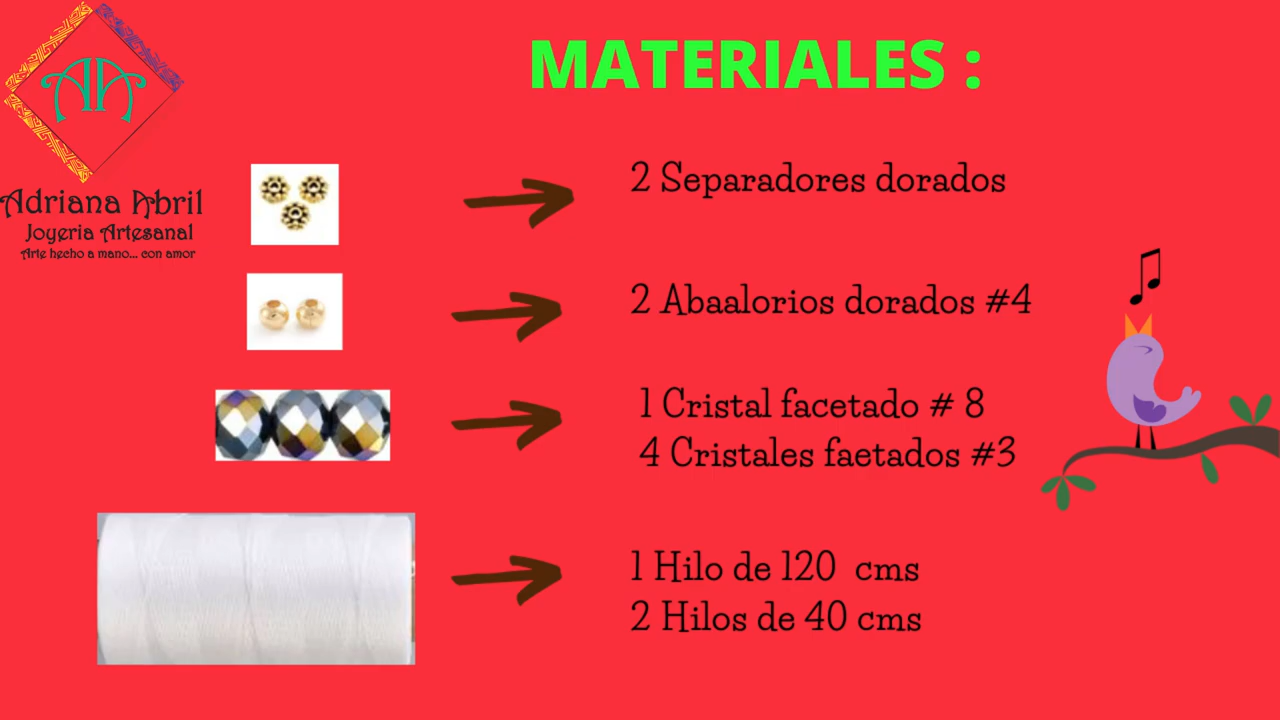 MATERIALES :
Adriana Abril
Joyeria Artesanal
Arte hecho a mano... con amor
2 Separadores dorados
2 Abaalorios dorados #4
1 Cristal facetado # 8
4 Cristales faetados #3
1 Hilo de 120 cms
2 Hilos de 40 cms